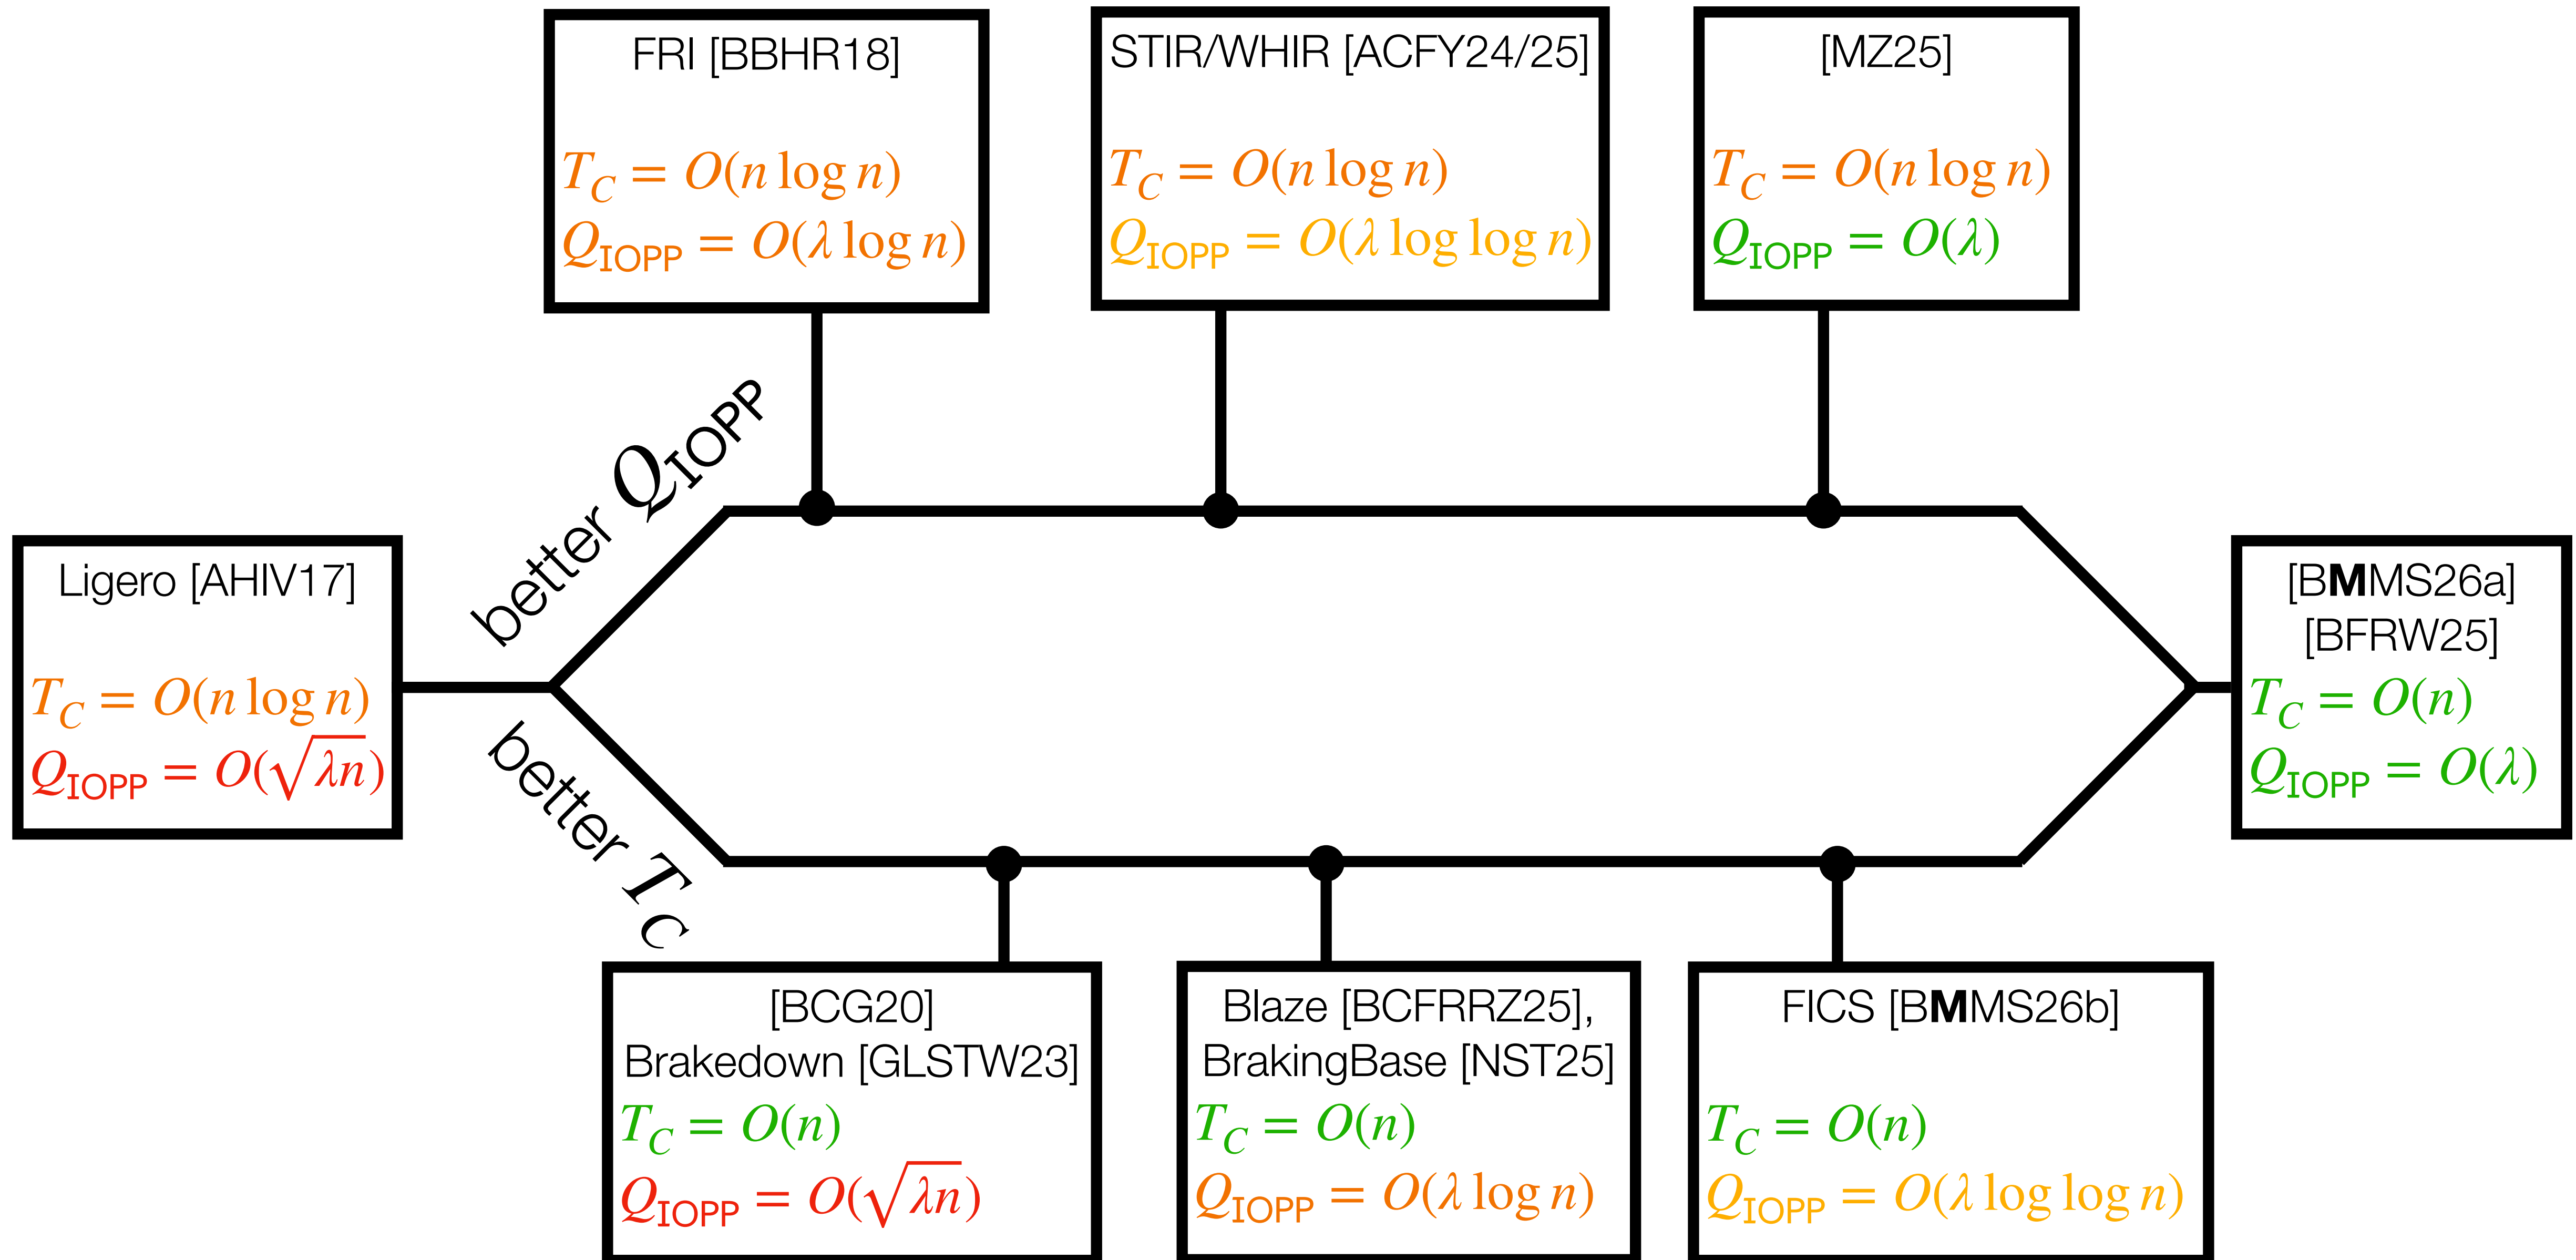 FRI [BBHR18]
T_C = O(n log n)
Q_IOPP = O(λ log n)
STIR/WHIR [ACFY24/25]
T_C = O(n log n)
Q_IOPP = O(λ log log n)
[MZ25]
T_C = O(n log n)
Q_IOPP = O(λ)
better Q_IOPP
Ligero [AHIV17]
T_C = O(n log n)
Q_IOPP = O(√λn)
better T_C
[BMMS26a]
[BFRW25]
T_C = O(n)
Q_IOPP = O(λ)
[BCG20]
Brakedown [GLSTW23]
T_C = O(n)
Q_IOPP = O(√λn)
Blaze [BCFRRZ25],
BrakingBase [NST25]
T_C = O(n)
Q_IOPP = O(λ log n)
FICS [BMMS26b]
T_C = O(n)
Q_IOPP = O(λ log log n)